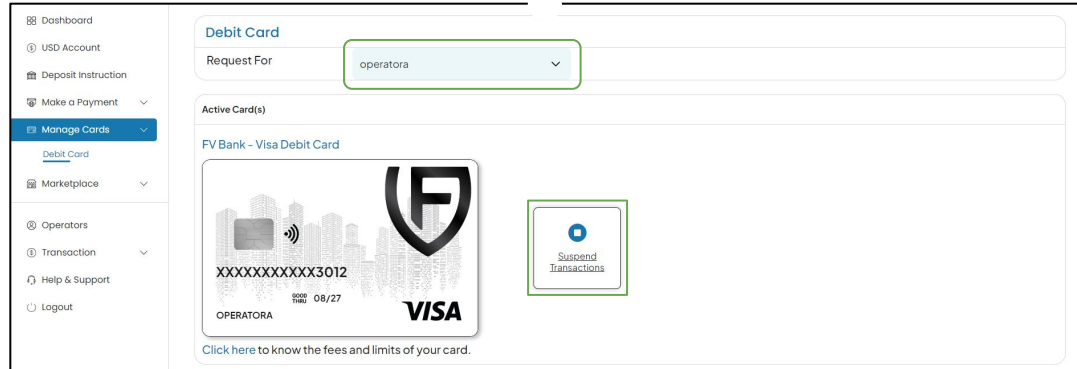 Dashboard
USD Account
Deposit Instruction
Make a Payment
Manage Cards
Debit Card
Marketplace
Operators
Transaction
Help & Support
Logout
Debit Card
Request For
operatora
Active Card(s)
FV Bank - Visa Debit Card
XXXXXXXXXXXX3012
GOOD
THRU 08/27
OPERATORA
VISA
Suspend
Transactions
Click here to know the fees and limits of your card.